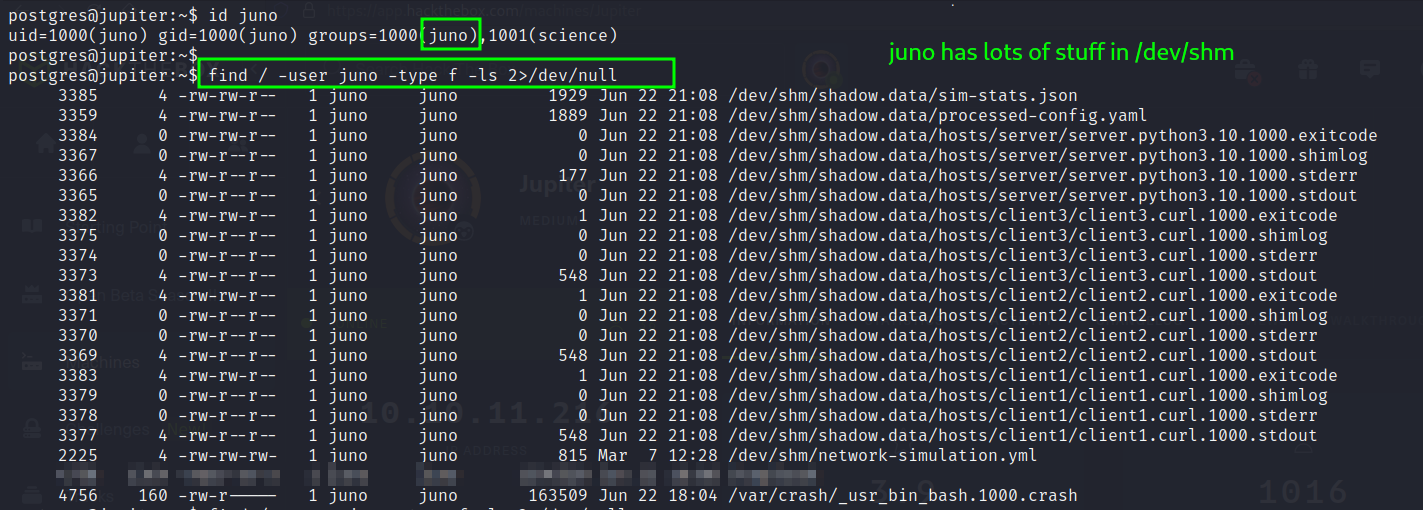 postgres@jupiter:~$ id juno
uid=1000(juno) gid=1000(juno) groups=1000(juno),1001(science)
postgres@jupiter:~$
juno has lots of stuff in /dev/shm
postgres@jupiter:~$ find / -user juno -type f -ls 2>/dev/null
3385 4 -rw-rw-r-- 1 juno juno 1929 Jun 22 21:08 /dev/shm/shadow.data/sim-stats.json
3359 4 -rw-rw-r-- 1 juno juno 1889 Jun 22 21:08 /dev/shm/shadow.data/processed-config.yaml
3384 0 -rw-rw-r-- 1 juno juno 0 Jun 22 21:08 /dev/shm/shadow.data/hosts/server/server.python3.10.1000.exitcode
3367 0 -rw-r--r-- 1 juno juno 0 Jun 22 21:08 /dev/shm/shadow.data/hosts/server/server.python3.10.1000.shimlog
3366 4 -rw-r--r-- 1 juno juno 177 Jun 22 21:08 /dev/shm/shadow.data/hosts/server/server.python3.10.1000.stderr
3365 0 -rw-r--r-- 1 juno juno 0 Jun 22 21:08 /dev/shm/shadow.data/hosts/server/server.python3.10.1000.stdout
3382 4 -rw-rw-r-- 1 juno juno 1 Jun 22 21:08 /dev/shm/shadow.data/hosts/client3/client3.curl.1000.exitcode
3375 0 -rw-r--r-- 1 juno juno 0 Jun 22 21:08 /dev/shm/shadow.data/hosts/client3/client3.curl.1000.shimlog
3374 0 -rw-r--r-- 1 juno juno 0 Jun 22 21:08 /dev/shm/shadow.data/hosts/client3/client3.curl.1000.stderr
3373 4 -rw-r--r-- 1 juno juno 548 Jun 22 21:08 /dev/shm/shadow.data/hosts/client3/client3.curl.1000.stdout
3381 4 -rw-rw-r-- 1 juno juno 1 Jun 22 21:08 /dev/shm/shadow.data/hosts/client2/client2.curl.1000.exitcode
3371 0 -rw-r--r-- 1 juno juno 0 Jun 22 21:08 /dev/shm/shadow.data/hosts/client2/client2.curl.1000.shimlog
3370 0 -rw-r--r-- 1 juno juno 0 Jun 22 21:08 /dev/shm/shadow.data/hosts/client2/client2.curl.1000.stderr
3369 4 -rw-r--r-- 1 juno juno 548 Jun 22 21:08 /dev/shm/shadow.data/hosts/client2/client2.curl.1000.stdout
3383 4 -rw-rw-r-- 1 juno juno 1 Jun 22 21:08 /dev/shm/shadow.data/hosts/client1/client1.curl.1000.exitcode
3379 0 -rw-r--r-- 1 juno juno 0 Jun 22 21:08 /dev/shm/shadow.data/hosts/client1/client1.curl.1000.shimlog
3378 0 -rw-r--r-- 1 juno juno 0 Jun 22 21:08 /dev/shm/shadow.data/hosts/client1/client1.curl.1000.stderr
3377 4 -rw-r--r-- 1 juno juno 548 Jun 22 21:08 /dev/shm/shadow.data/hosts/client1/client1.curl.1000.stdout
2225 4 -rw-rw-rw- 1 juno juno 815 Mar 7 12:28 /dev/shm/network-simulation.yml
4756 160 -rw-r----- 1 juno juno 163509 Jun 22 18:04 /var/crash/_usr_bin_bash.1000.crash